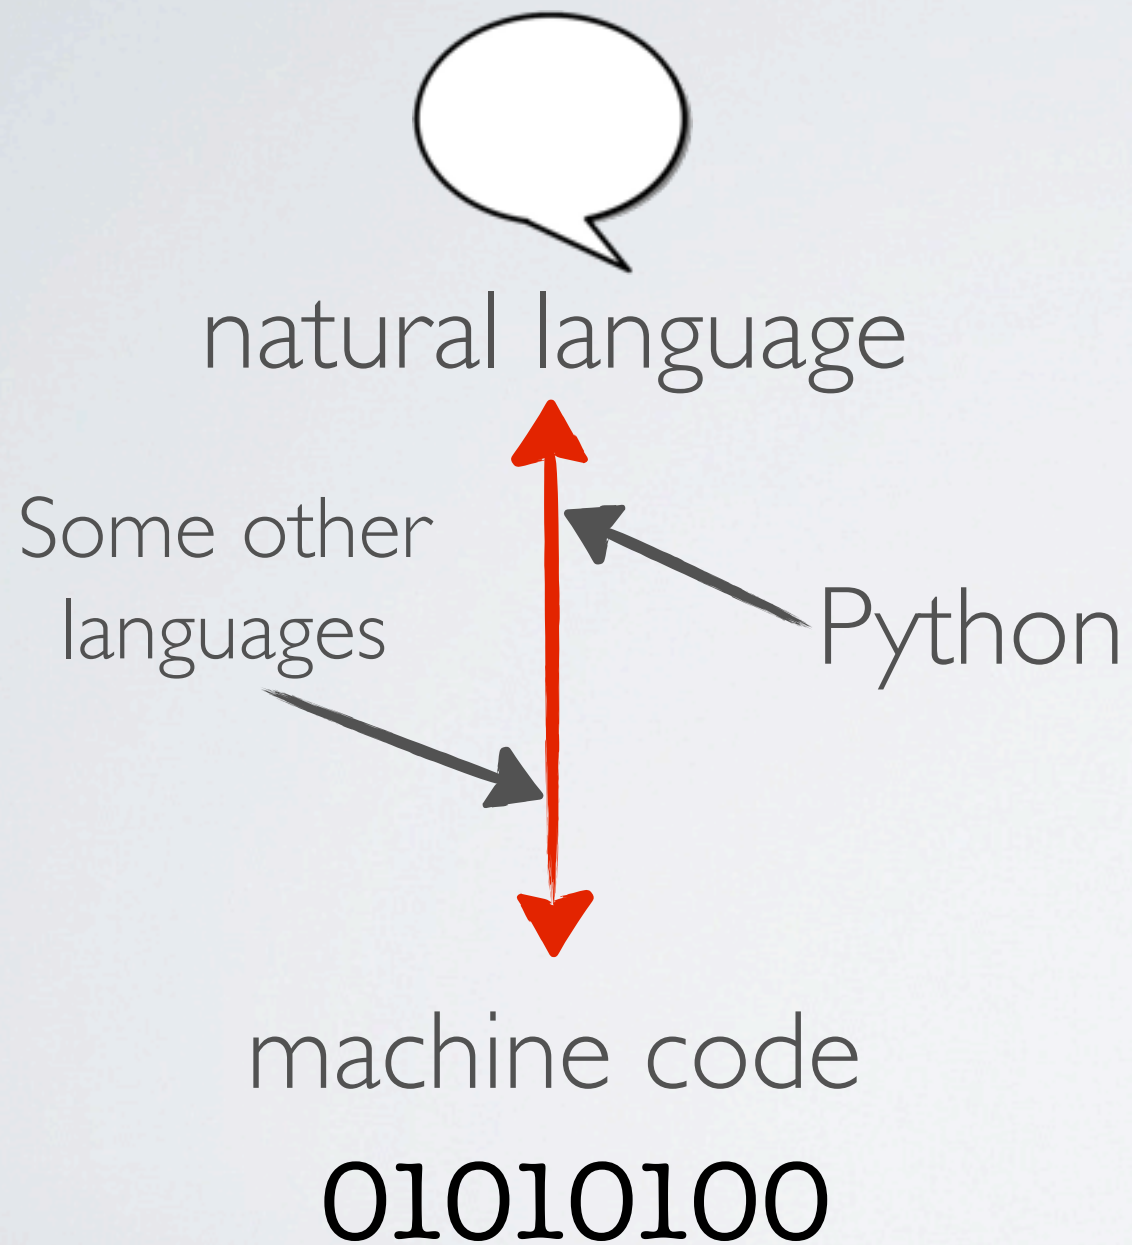 natural language
Some other
languages
Python
machine code
01010100